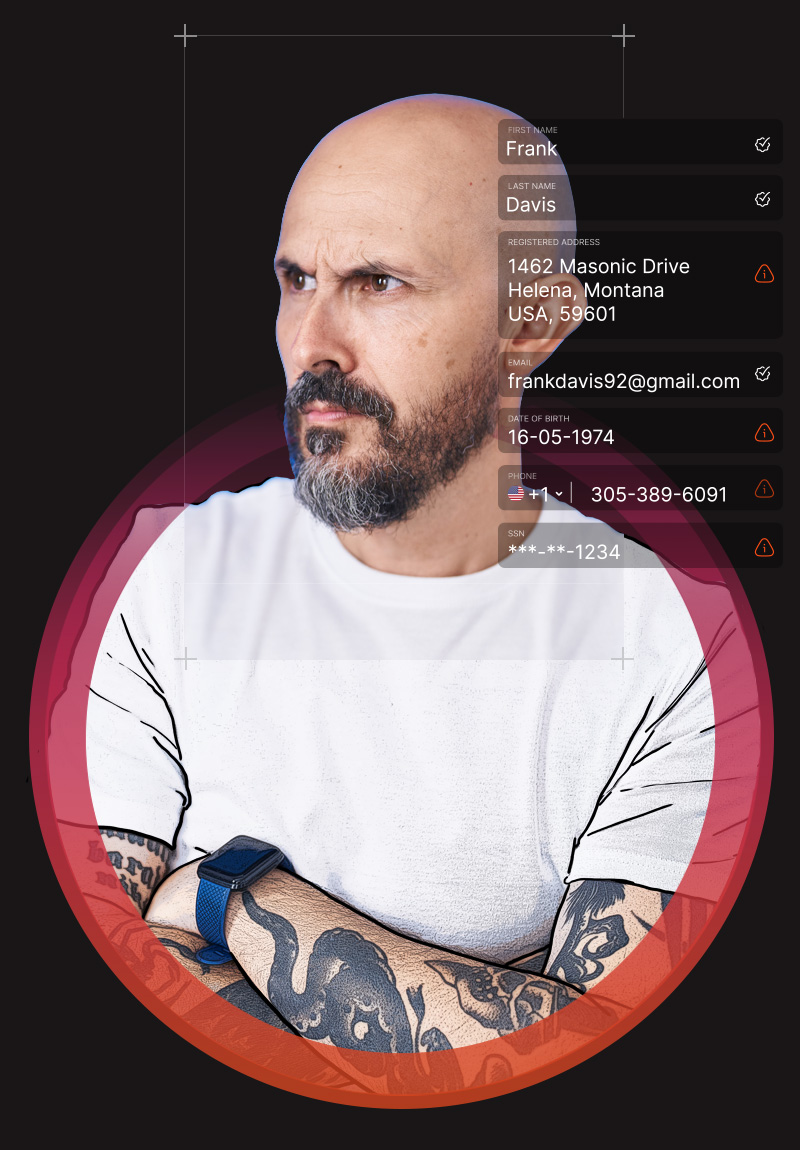 FIRST NAME
Frank
LAST NAME
Davis
REGISTERED ADDRESS
1462 Masonic Drive
Helena, Montana
USA, 59601
EMAIL
frankdavis92@gmail.com
DATE OF BIRTH
16-05-1974
PHONE
+1 305-389-6091
SSN
***-**-1234